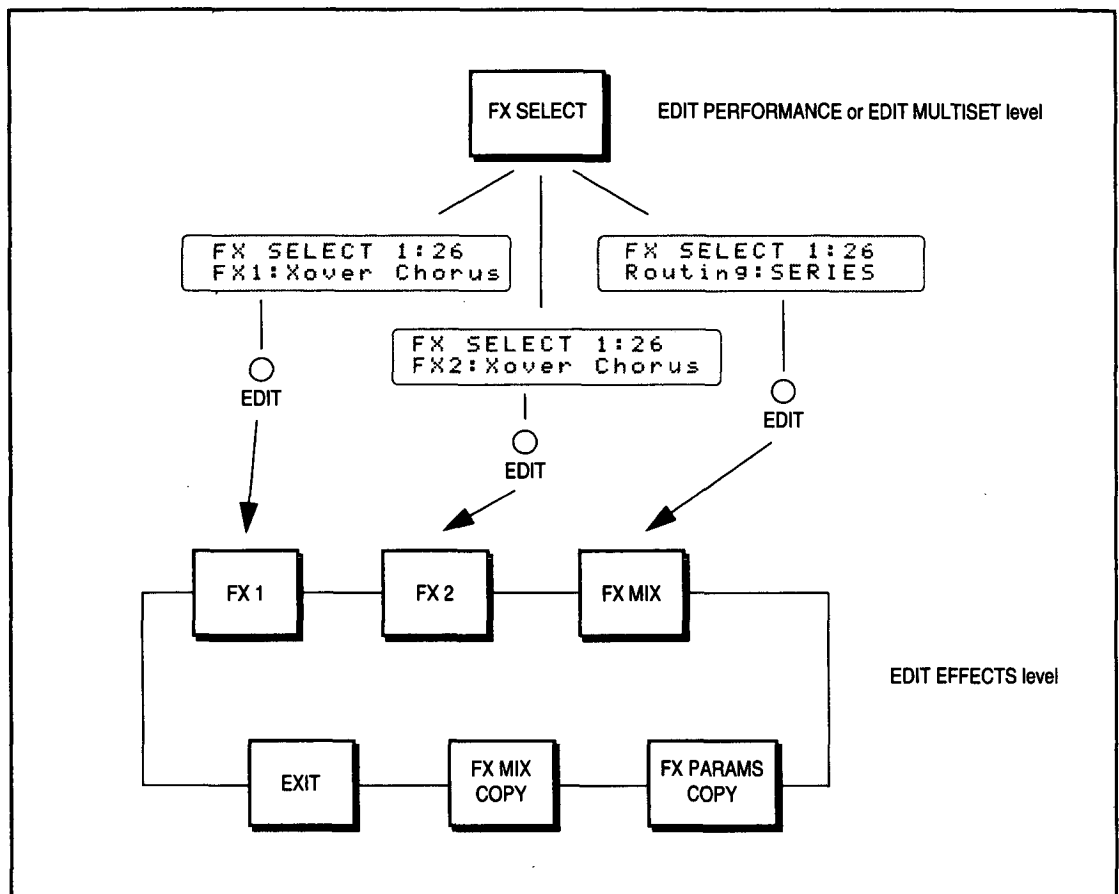 FX SELECT
EDIT PERFORMANCE or EDIT MULTISET level
FX SELECT 1:26
FX1:Xover Chorus
FX SELECT 1:26
Routing:SERIES
FX SELECT 1:26
FX2:Xover Chorus
EDIT
EDIT
EDIT
FX 1
FX 2
FX MIX
EDIT EFFECTS level
EXIT
FX MIX
COPY
FX PARAMS
COPY